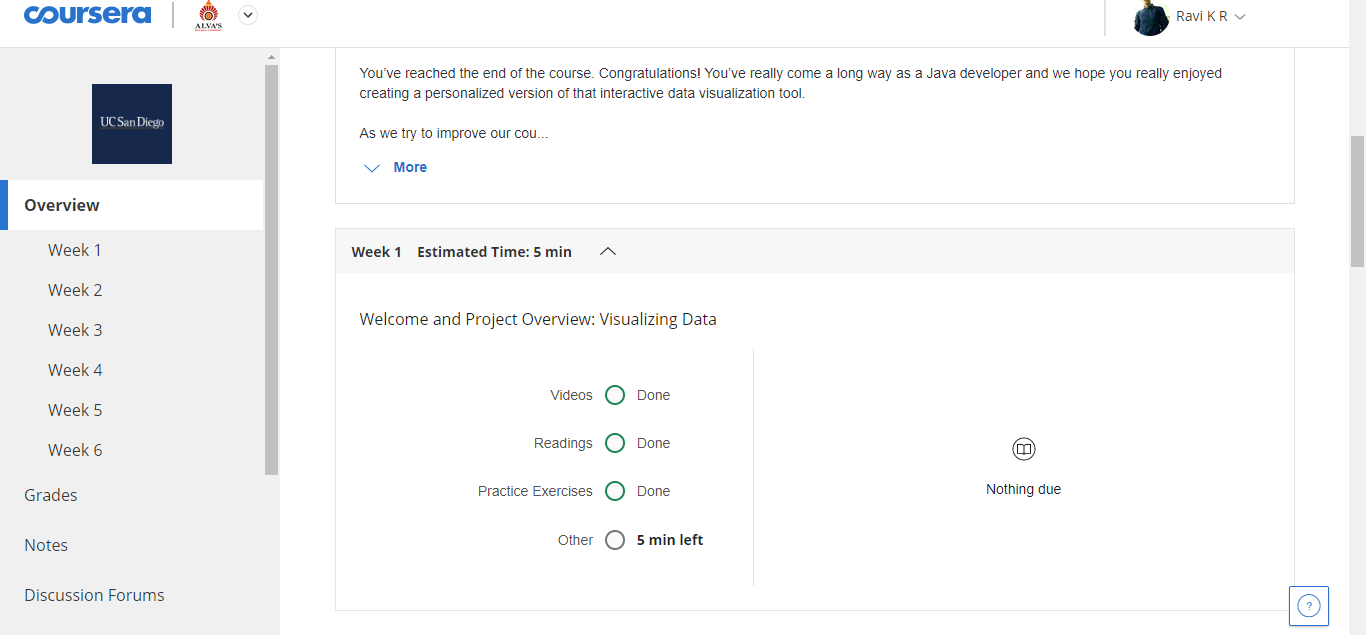 coursera
ALVA'S
Ravi K R
UC San Diego
Overview
Week 1
Week 2
Week 3
Week 4
Week 5
Week 6
Grades
Notes
Discussion Forums
You've reached the end of the course. Congratulations! You've really come a long way as a Java developer and we hope you really enjoyed
creating a personalized version of that interactive data visualization tool.
As we try to improve our cou...
More
Week 1 Estimated Time: 5 min
Welcome and Project Overview: Visualizing Data
Videos Done
Readings Done
Practice Exercises Done
Other 5 min left
Nothing due
?